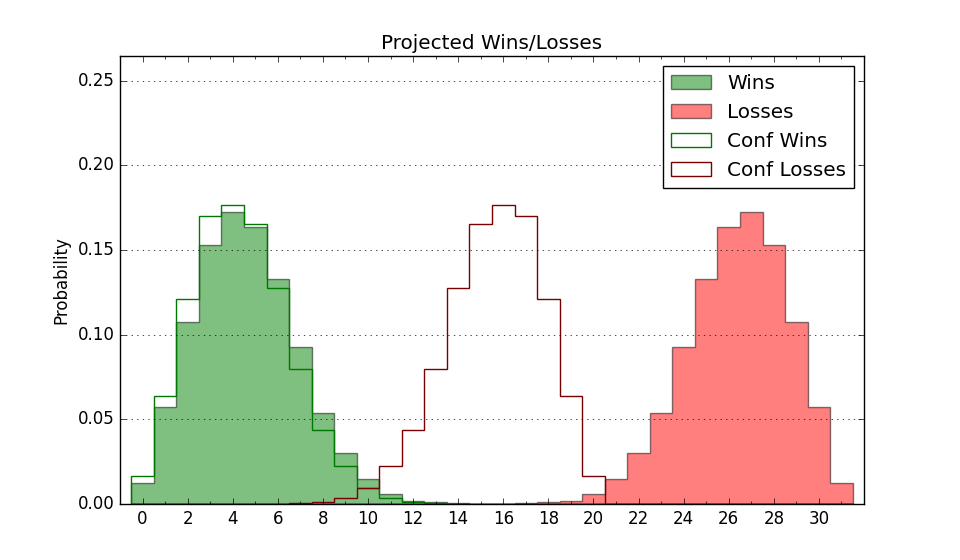 Projected Wins/Losses
0.25
0.20
0.15
0.10
0.05
0.00
Probability
Wins
Losses
Conf Wins
Conf Losses
0 2 4 6 8 10 12 14 16 18 20 22 24 26 28 30